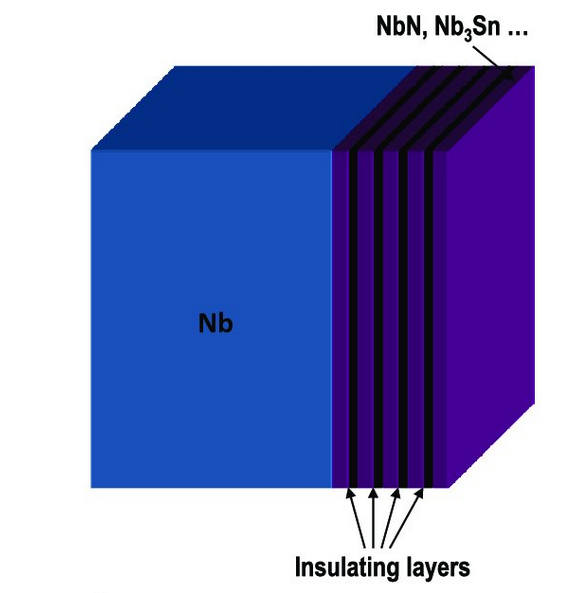 NbN, Nb₃Sn ...
Nb
Insulating layers